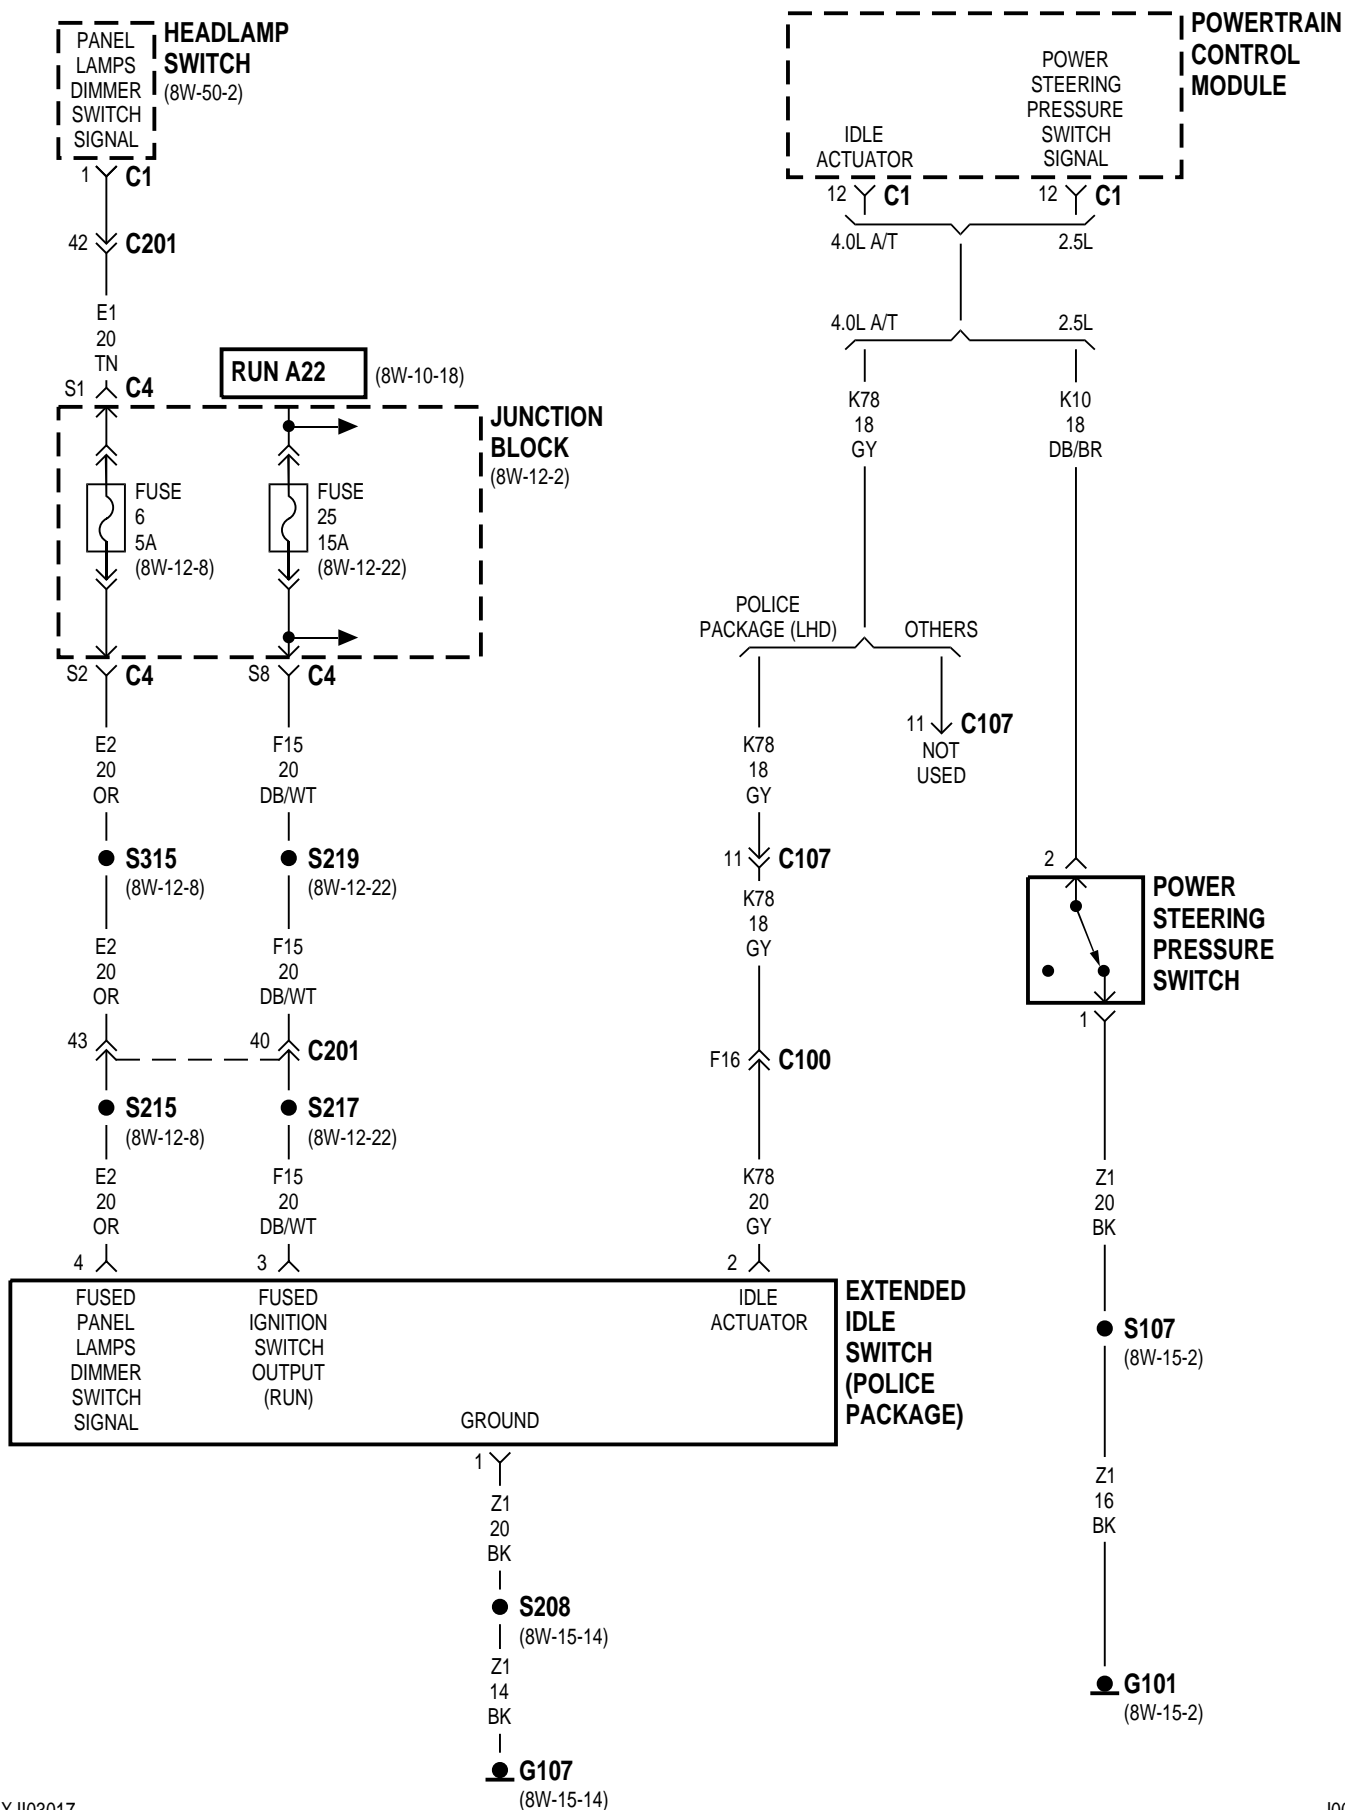 PANEL
LAMPS
DIMMER
SWITCH
SIGNAL
HEADLAMP
SWITCH
(8W-50-2)
1 C1
42 C201
E1
20
TN
S1 C4
RUN A22 (8W-10-18)
JUNCTION
BLOCK
(8W-12-2)
FUSE
6
5A
(8W-12-8)
FUSE
25
15A
(8W-12-22)
S2 C4
S8 C4
E2
20
OR
F15
20
DB/WT
S315
(8W-12-8)
S219
(8W-12-22)
E2
20
OR
F15
20
DB/WT
43
40 C201
S215
(8W-12-8)
S217
(8W-12-22)
E2
20
OR
F15
20
DB/WT
4
3
POWERTRAIN
CONTROL
MODULE
IDLE
ACTUATOR
POWER
STEERING
PRESSURE
SWITCH
SIGNAL
12 C1
12 C1
4.0L A/T 2.5L
4.0L A/T 2.5L
K78
18
GY
K10
18
DB/BR
POLICE
PACKAGE (LHD)
OTHERS
11 C107
NOT
USED
K78
18
GY
11 C107
K78
18
GY
F16 C100
K78
20
GY
2
2
POWER
STEERING
PRESSURE
SWITCH
1
Z1
20
BK
S107
(8W-15-2)
Z1
16
BK
G101
(8W-15-2)
FUSED
PANEL
LAMPS
DIMMER
SWITCH
SIGNAL
FUSED
IGNITION
SWITCH
OUTPUT
(RUN)
GROUND
IDLE
ACTUATOR
EXTENDED
IDLE
SWITCH
(POLICE
PACKAGE)
1
Z1
20
BK
S208
(8W-15-14)
Z1
14
BK
G107
(8W-15-14)